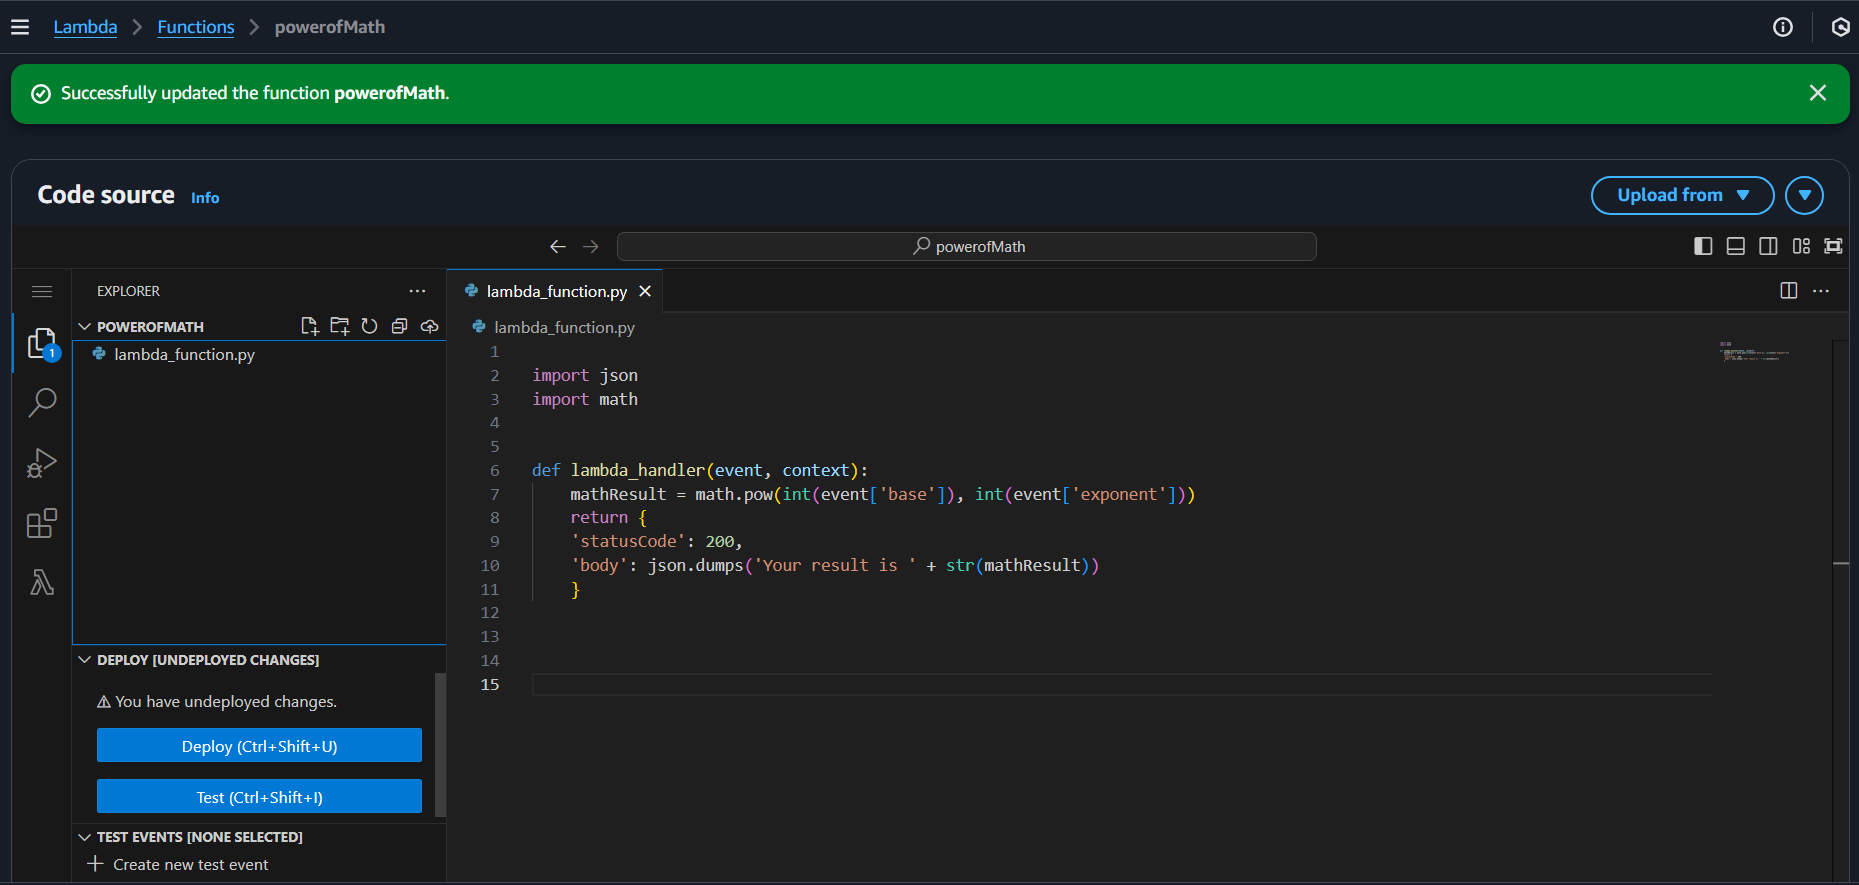 Lambda > Functions > powerofMath
Successfully updated the function powerofMath.
Code source Info
Upload from
powerofMath
EXPLORER
POWEROFMATH
lambda_function.py
1
DEPLOY [UNDEPLOYED CHANGES]
You have undeployed changes.
Deploy (Ctrl+Shift+U)
Test (Ctrl+Shift+I)
TEST EVENTS [NONE SELECTED]
Create new test event
lambda_function.py
lambda_function.py
1
2 import json
3 import math
4
5
6 def lambda_handler(event, context):
7 mathResult = math.pow(int(event['base']), int(event['exponent']))
8 return {
9 'statusCode': 200,
10 'body': json.dumps('Your result is ' + str(mathResult))
11 }
12
13
14
15